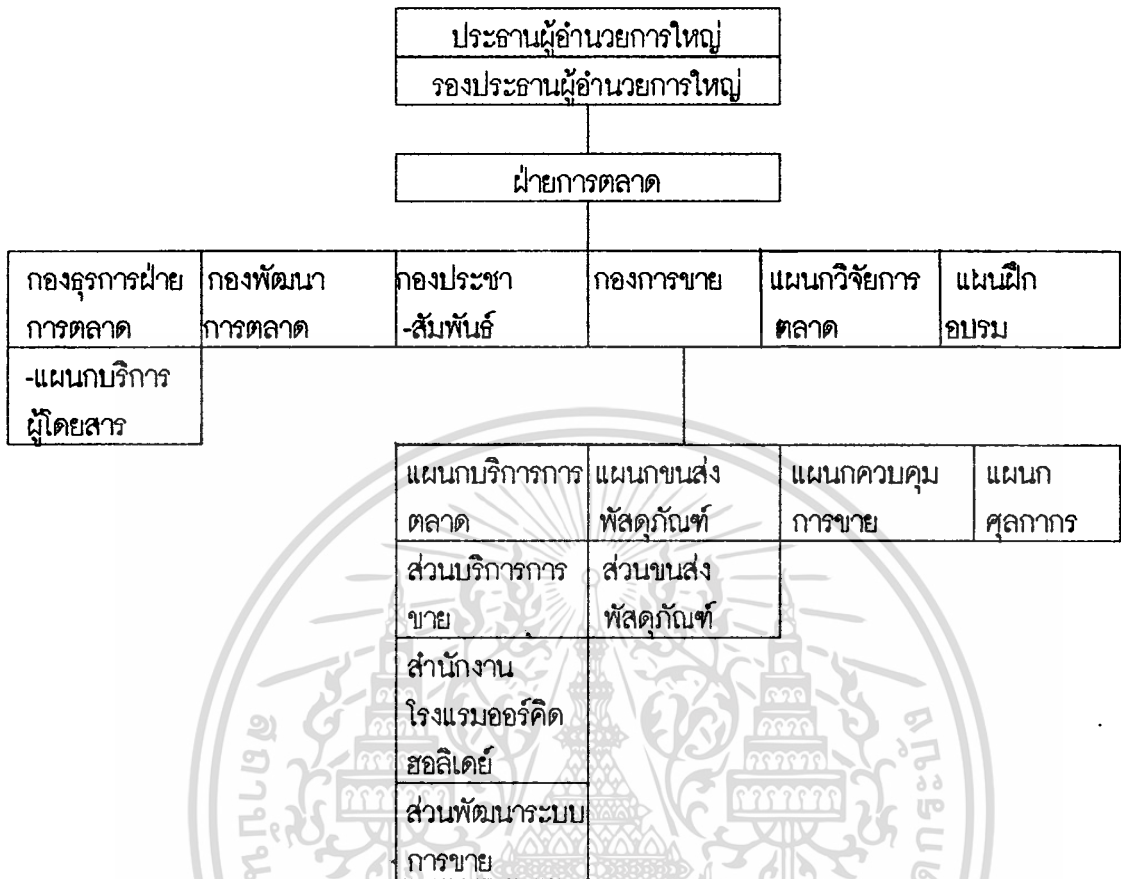 ประธานผู้อำนวยการใหญ่
รองประธานผู้อำนวยการใหญ่
ฝ่ายการตลาด
กองธุรการฝ่าย
การตลาด
กองพัฒนา
การตลาด
กองประชา
-สัมพันธ์
กองการขาย
แผนกวิจัยการ
ตลาด
แผนฝึก
อบรม
-แผนกบริการ
ผู้โดยสาร
แผนกบริการการ
ตลาด
แผนกขนส่ง
พัสดุภัณฑ์
แผนกควบคุม
การขาย
แผนก
ศุลกากร
ส่วนบริการการ
ขาย
ส่วนขนส่ง
พัสดุภัณฑ์
สำนักงาน
โรงแรมออร์คิด
ฮอลิเดย์
ส่วนพัฒนาระบบ
การขาย